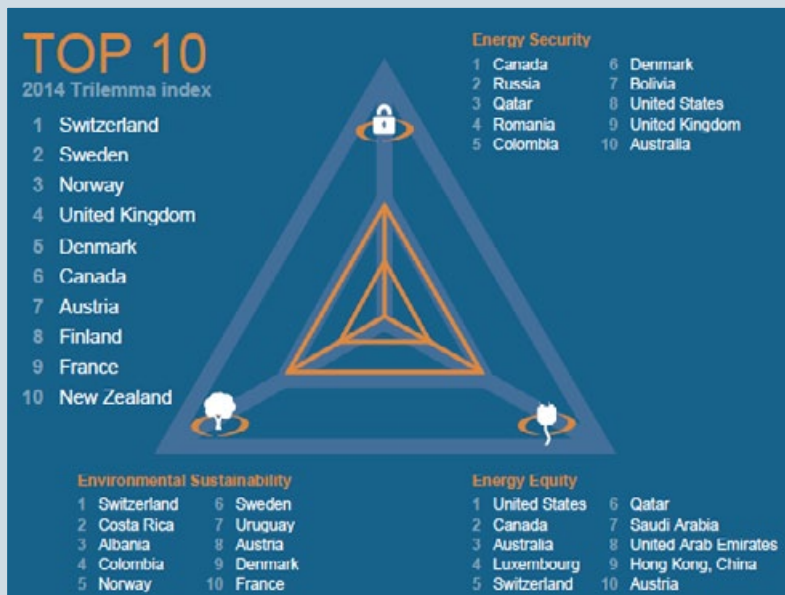 TOP 10
2014 Trilemma index
1 Switzerland
2 Sweden
3 Norway
4 United Kingdom
5 Denmark
6 Canada
7 Austria
8 Finland
9 France
10 New Zealand
Energy Security
1 Canada
2 Russia
3 Qatar
4 Romania
5 Colombia
6 Denmark
7 Bolivia
8 United States
9 United Kingdom
10 Australia
Environmental Sustainability
1 Switzerland
2 Costa Rica
3 Albania
4 Colombia
5 Norway
6 Sweden
7 Uruguay
8 Austria
9 Denmark
10 France
Energy Equity
1 United States
2 Canada
3 Australia
4 Luxembourg
5 Switzerland
6 Qatar
7 Saudi Arabia
8 United Arab Emirates
9 Hong Kong, China
10 Austria